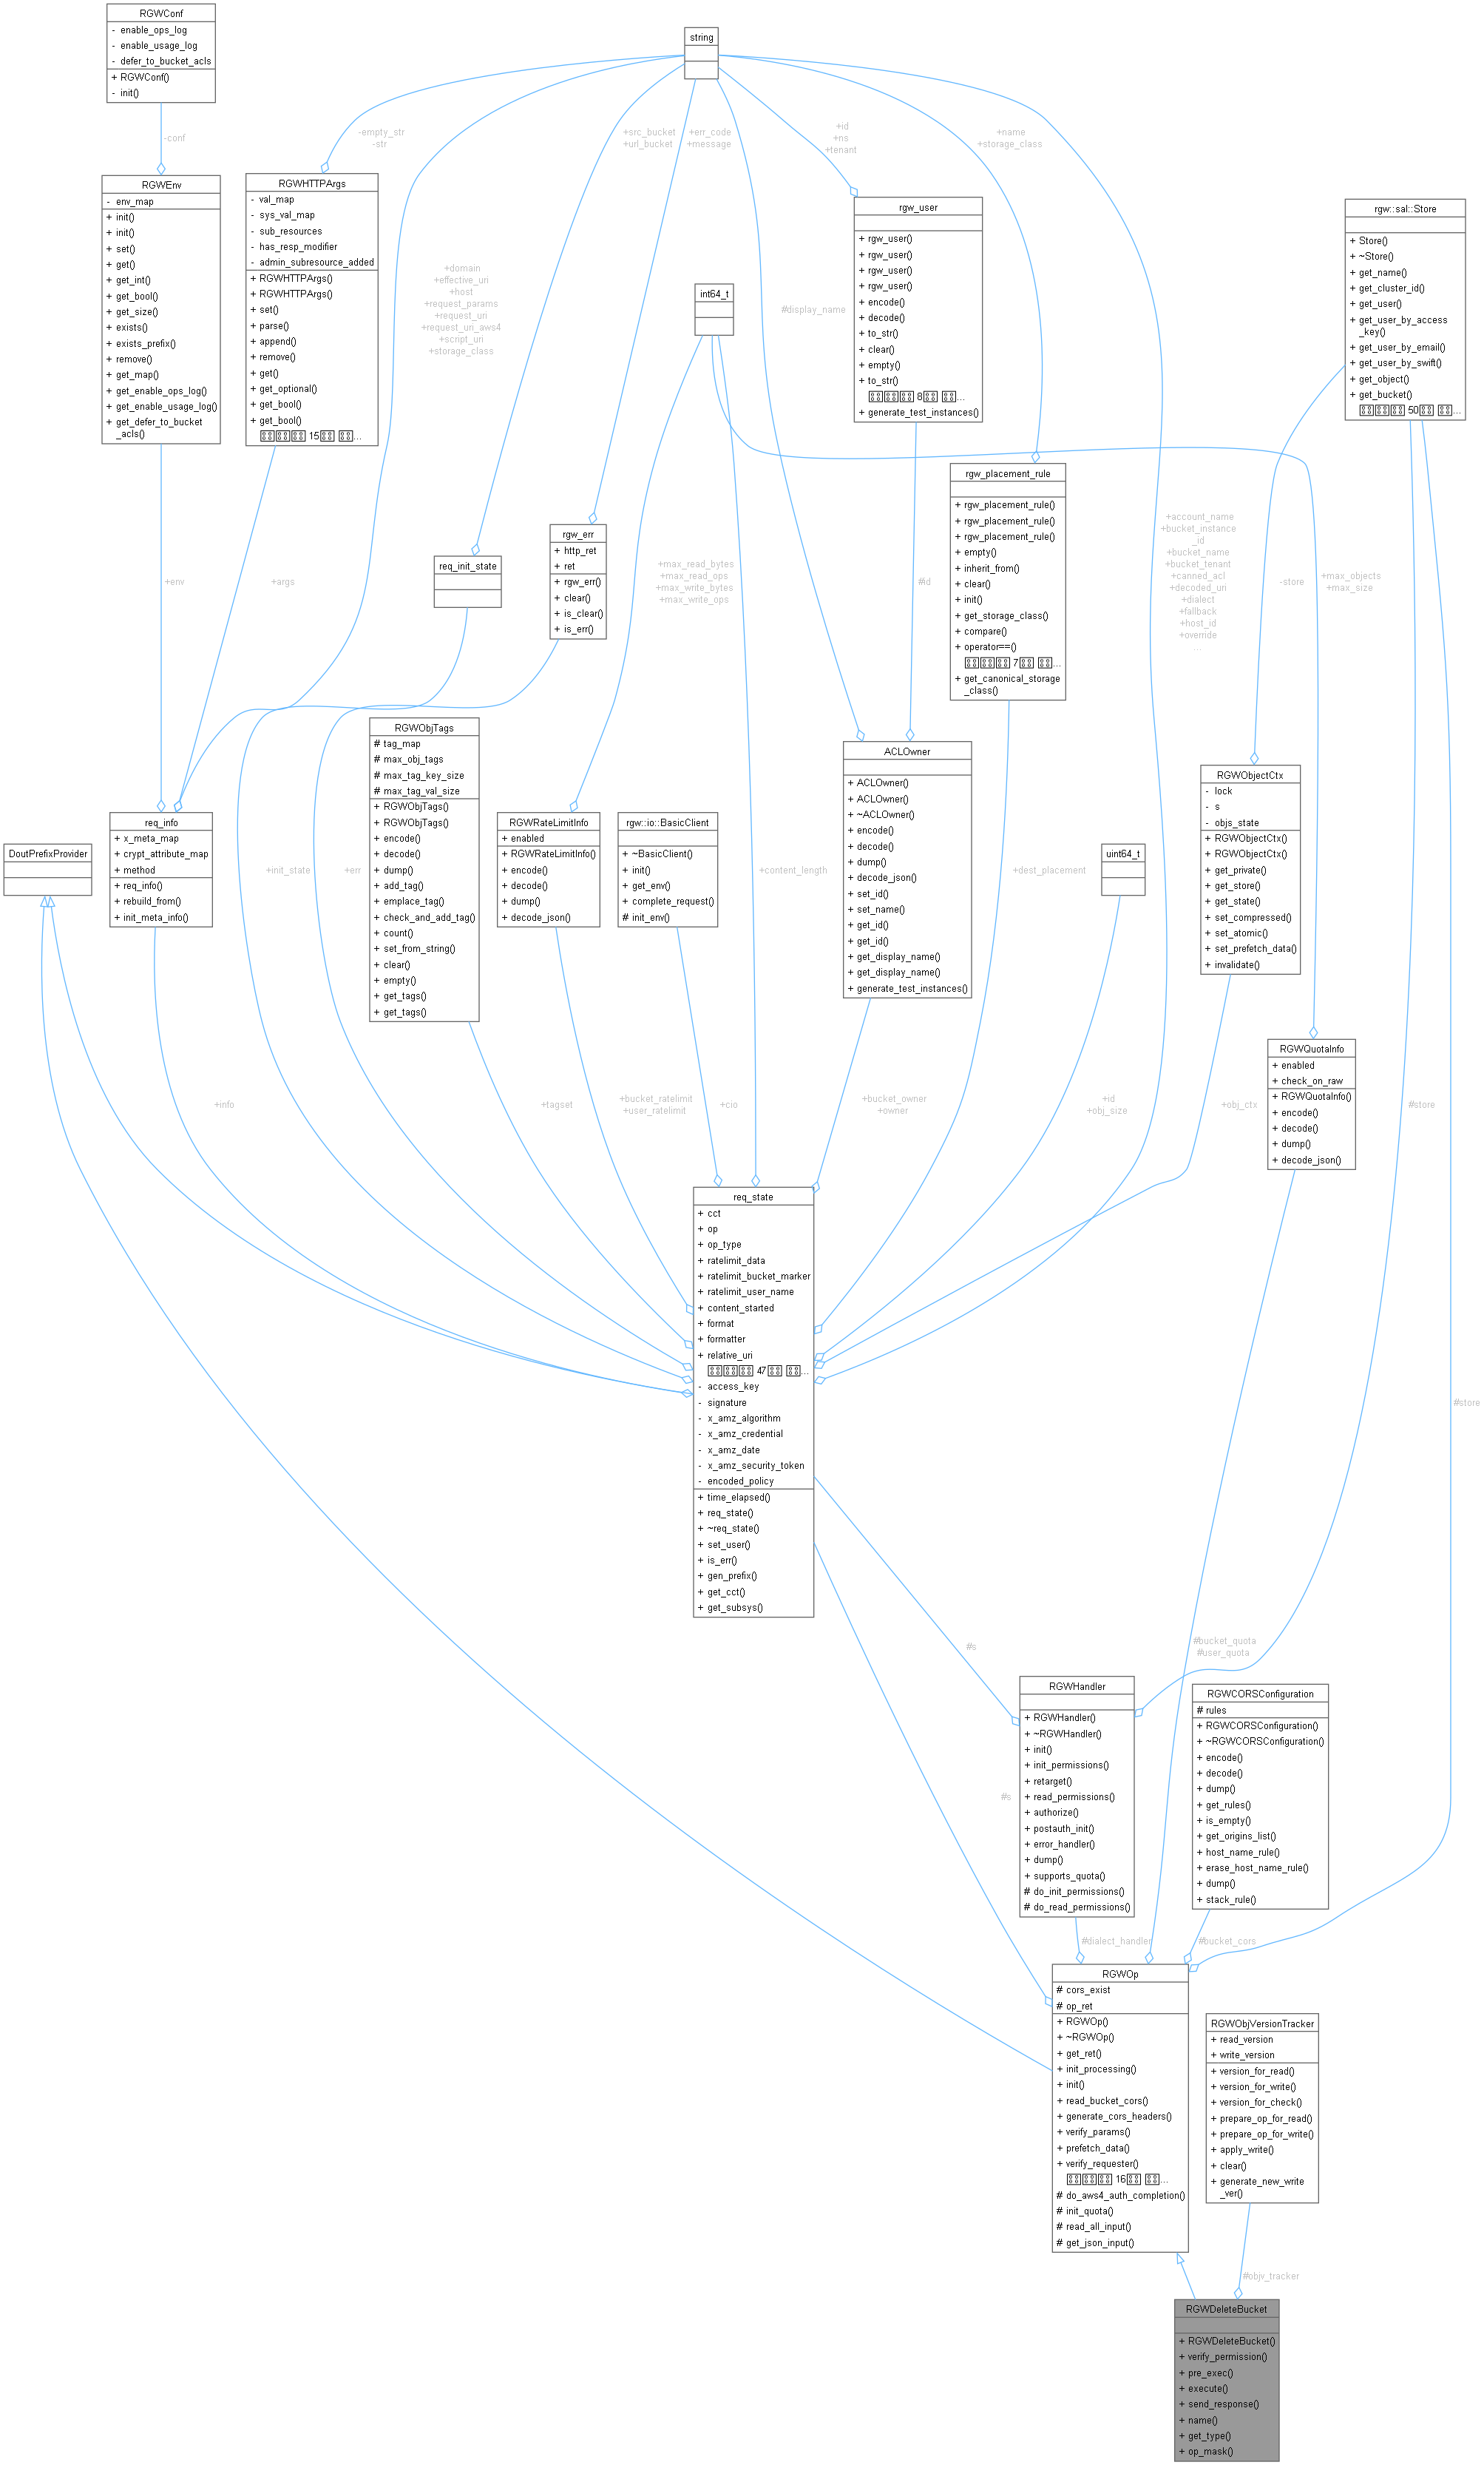 RGWConf
- enable_ops_log
- enable_usage_log
- defer_to_bucket_acls
+ RGWConf()
- init()
string
-conf
-empty_str
-str
+src_bucket
+url_bucket
+err_code
+message
+id
+ns
+tenant
+name
+storage_class
RGWEnv
- env_map
+ init()
+ init()
+ set()
+ get()
+ get_int()
+ get_bool()
+ get_size()
+ exists()
+ exists_prefix()
+ remove()
+ get_map()
+ get_enable_ops_log()
+ get_enable_usage_log()
+ get_defer_to_bucket
_acls()
RGWHTTPArgs
- val_map
- sys_val_map
- sub_resources
- has_resp_modifier
- admin_subresource_added
+ RGWHTTPArgs()
+ RGWHTTPArgs()
+ set()
+ parse()
+ append()
+ remove()
+ get()
+ get_optional()
+ get_bool()
+ get_bool()
15 ...
+domain
+effective_uri
+host
+request_params
+request_uri
+request_uri_aws4
+script_uri
+storage_class
int64_t
#display_name
rgw_user
+ rgw_user()
+ rgw_user()
+ rgw_user()
+ rgw_user()
+ encode()
+ decode()
+ to_str()
+ clear()
+ empty()
+ to_str()
8 ...
+ generate_test_instances()
rgw::sal::Store
+ Store()
+ ~Store()
+ get_name()
+ get_cluster_id()
+ get_user()
+ get_user_by_access
_key()
+ get_user_by_email()
+ get_user_by_swift()
+ get_object()
+ get_bucket()
50 ...
+env
+args
req_init_state
rgw_err
+ http_ret
+ ret
+ rgw_err()
+ clear()
+ is_clear()
+ is_err()
+max_read_bytes
+max_read_ops
+max_write_bytes
+max_write_ops
#id
rgw_placement_rule
+ rgw_placement_rule()
+ rgw_placement_rule()
+ rgw_placement_rule()
+ empty()
+ inherit_from()
+ clear()
+ init()
+ get_storage_class()
+ compare()
+ operator==()
7 ...
+ get_canonical_storage
_class()
+account_name
+bucket_instance
_id
+bucket_name
+bucket_tenant
+canned_acl
+decoded_uri
+dialect
+fallback
+host_id
+override
...
-store
+max_objects
+max_size
DoutPrefixProvider
req_info
+ x_meta_map
+ crypt_attribute_map
+ method
+ req_info()
+ rebuild_from()
+ init_meta_info()
+init_state
+err
RGWObjTags
# tag_map
# max_obj_tags
# max_tag_key_size
# max_tag_val_size
+ RGWObjTags()
+ RGWObjTags()
+ encode()
+ decode()
+ dump()
+ add_tag()
+ emplace_tag()
+ check_and_add_tag()
+ count()
+ set_from_string()
+ clear()
+ empty()
+ get_tags()
+ get_tags()
RGWRateLimitInfo
+ enabled
+ RGWRateLimitInfo()
+ encode()
+ decode()
+ dump()
+ decode_json()
rgw::io::BasicClient
+ ~BasicClient()
+ init()
+ get_env()
+ complete_request()
# init_env()
+content_length
ACLOwner
+ ACLOwner()
+ ACLOwner()
+ ~ACLOwner()
+ encode()
+ decode()
+ dump()
+ decode_json()
+ set_id()
+ set_name()
+ get_id()
+ get_id()
+ get_display_name()
+ get_display_name()
+ generate_test_instances()
+dest_placement
uint64_t
RGWObjectCtx
- lock
- s
- objs_state
+ RGWObjectCtx()
+ RGWObjectCtx()
+ get_private()
+ get_store()
+ get_state()
+ set_compressed()
+ set_atomic()
+ set_prefetch_data()
+ invalidate()
RGWQuotaInfo
+ enabled
+ check_on_raw
+ RGWQuotaInfo()
+ encode()
+ decode()
+ dump()
+ decode_json()
+info
+tagset
+bucket_ratelimit
+user_ratelimit
+cio
+bucket_owner
+owner
+id
+obj_size
+obj_ctx
#store
req_state
+ cct
+ op
+ op_type
+ ratelimit_data
+ ratelimit_bucket_marker
+ ratelimit_user_name
+ content_started
+ format
+ formatter
+ relative_uri
47 ...
- access_key
- signature
- x_amz_algorithm
- x_amz_credential
- x_amz_date
- x_amz_security_token
- encoded_policy
+ time_elapsed()
+ req_state()
+ ~req_state()
+ set_user()
+ is_err()
+ gen_prefix()
+ get_cct()
+ get_subsys()
#store
#s
#bucket_quota
#user_quota
#s
RGWHandler
+ RGWHandler()
+ ~RGWHandler()
+ init()
+ init_permissions()
+ retarget()
+ read_permissions()
+ authorize()
+ postauth_init()
+ error_handler()
+ dump()
+ supports_quota()
# do_init_permissions()
# do_read_permissions()
RGWCORSConfiguration
# rules
+ RGWCORSConfiguration()
+ ~RGWCORSConfiguration()
+ encode()
+ decode()
+ dump()
+ get_rules()
+ is_empty()
+ get_origins_list()
+ host_name_rule()
+ erase_host_name_rule()
+ dump()
+ stack_rule()
#dialect_handler
#bucket_cors
RGWOp
# cors_exist
# op_ret
+ RGWOp()
+ ~RGWOp()
+ get_ret()
+ init_processing()
+ init()
+ read_bucket_cors()
+ generate_cors_headers()
+ verify_params()
+ prefetch_data()
+ verify_requester()
16 ...
# do_aws4_auth_completion()
# init_quota()
# read_all_input()
# get_json_input()
RGWObjVersionTracker
+ read_version
+ write_version
+ version_for_read()
+ version_for_write()
+ version_for_check()
+ prepare_op_for_read()
+ prepare_op_for_write()
+ apply_write()
+ clear()
+ generate_new_write
_ver()
#objv_tracker
RGWDeleteBucket
+ RGWDeleteBucket()
+ verify_permission()
+ pre_exec()
+ execute()
+ send_response()
+ name()
+ get_type()
+ op_mask()